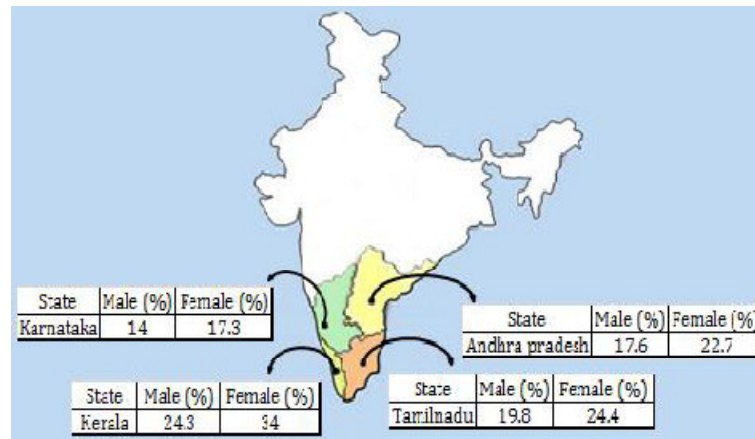 State Male (%) Female (%)
Karnataka 14 17.3
State Male (%) Female (%)
Andhra pradesh 17.6 22.7
State Male (%) Female (%)
Kerala 24.3 34
State Male (%) Female (%)
Tamilnadu 19.8 24.4